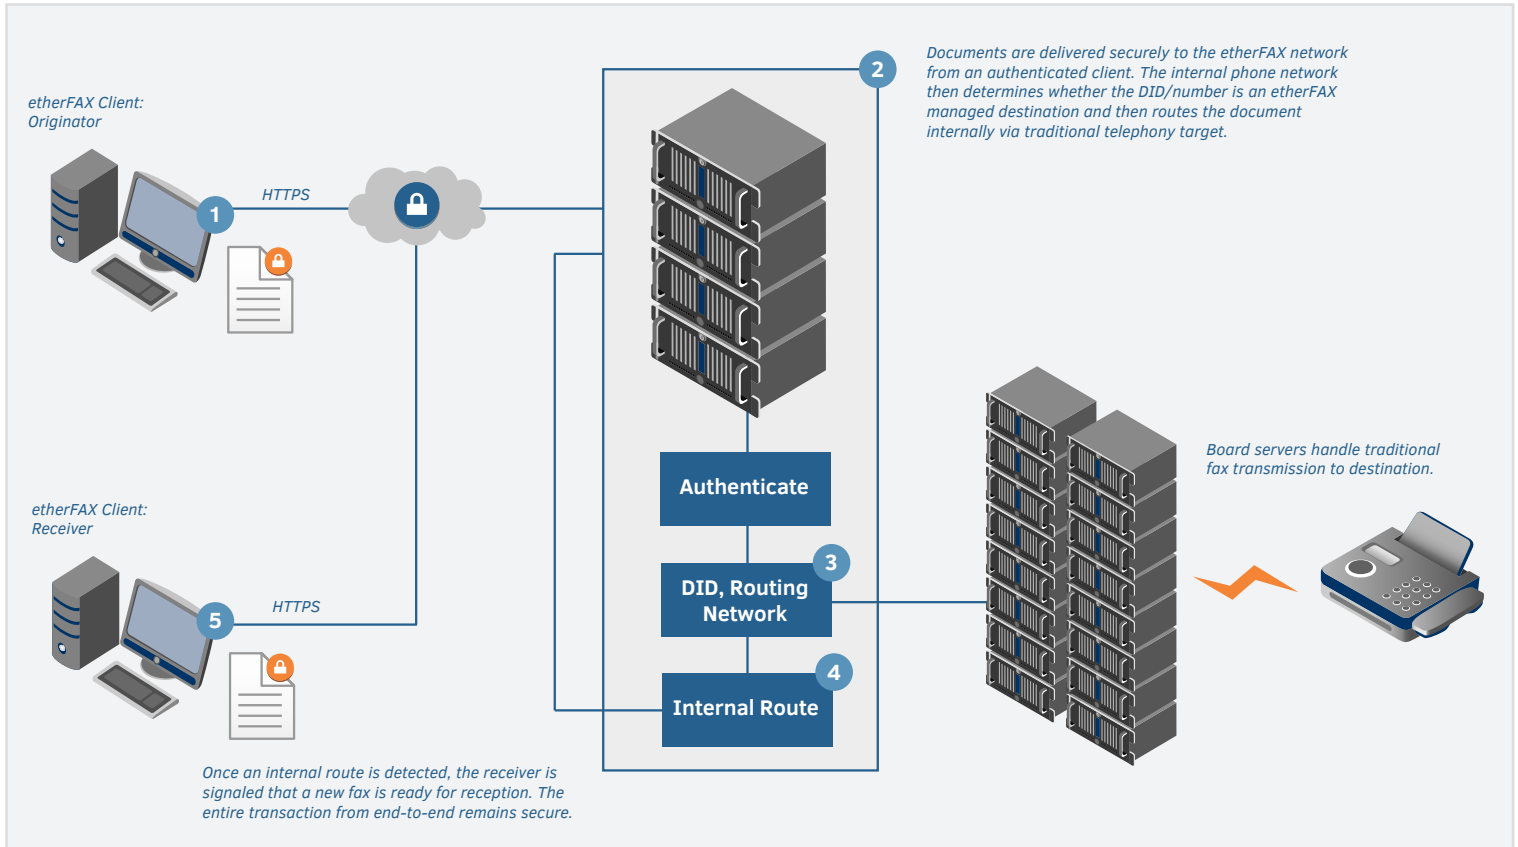 etherFAX Client:
Originator
1
HTTPS
2
Documents are delivered securely to the etherFAX network
from an authenticated client. The internal phone network
then determines whether the DID/number is an etherFAX
managed destination and then routes the document
internally via traditional telephony target.
Authenticate
3
DID, Routing
Network
4
Internal Route
Board servers handle traditional
fax transmission to destination.
etherFAX Client:
Receiver
5
HTTPS
Once an internal route is detected, the receiver is
signaled that a new fax is ready for reception. The
entire transaction from end-to-end remains secure.